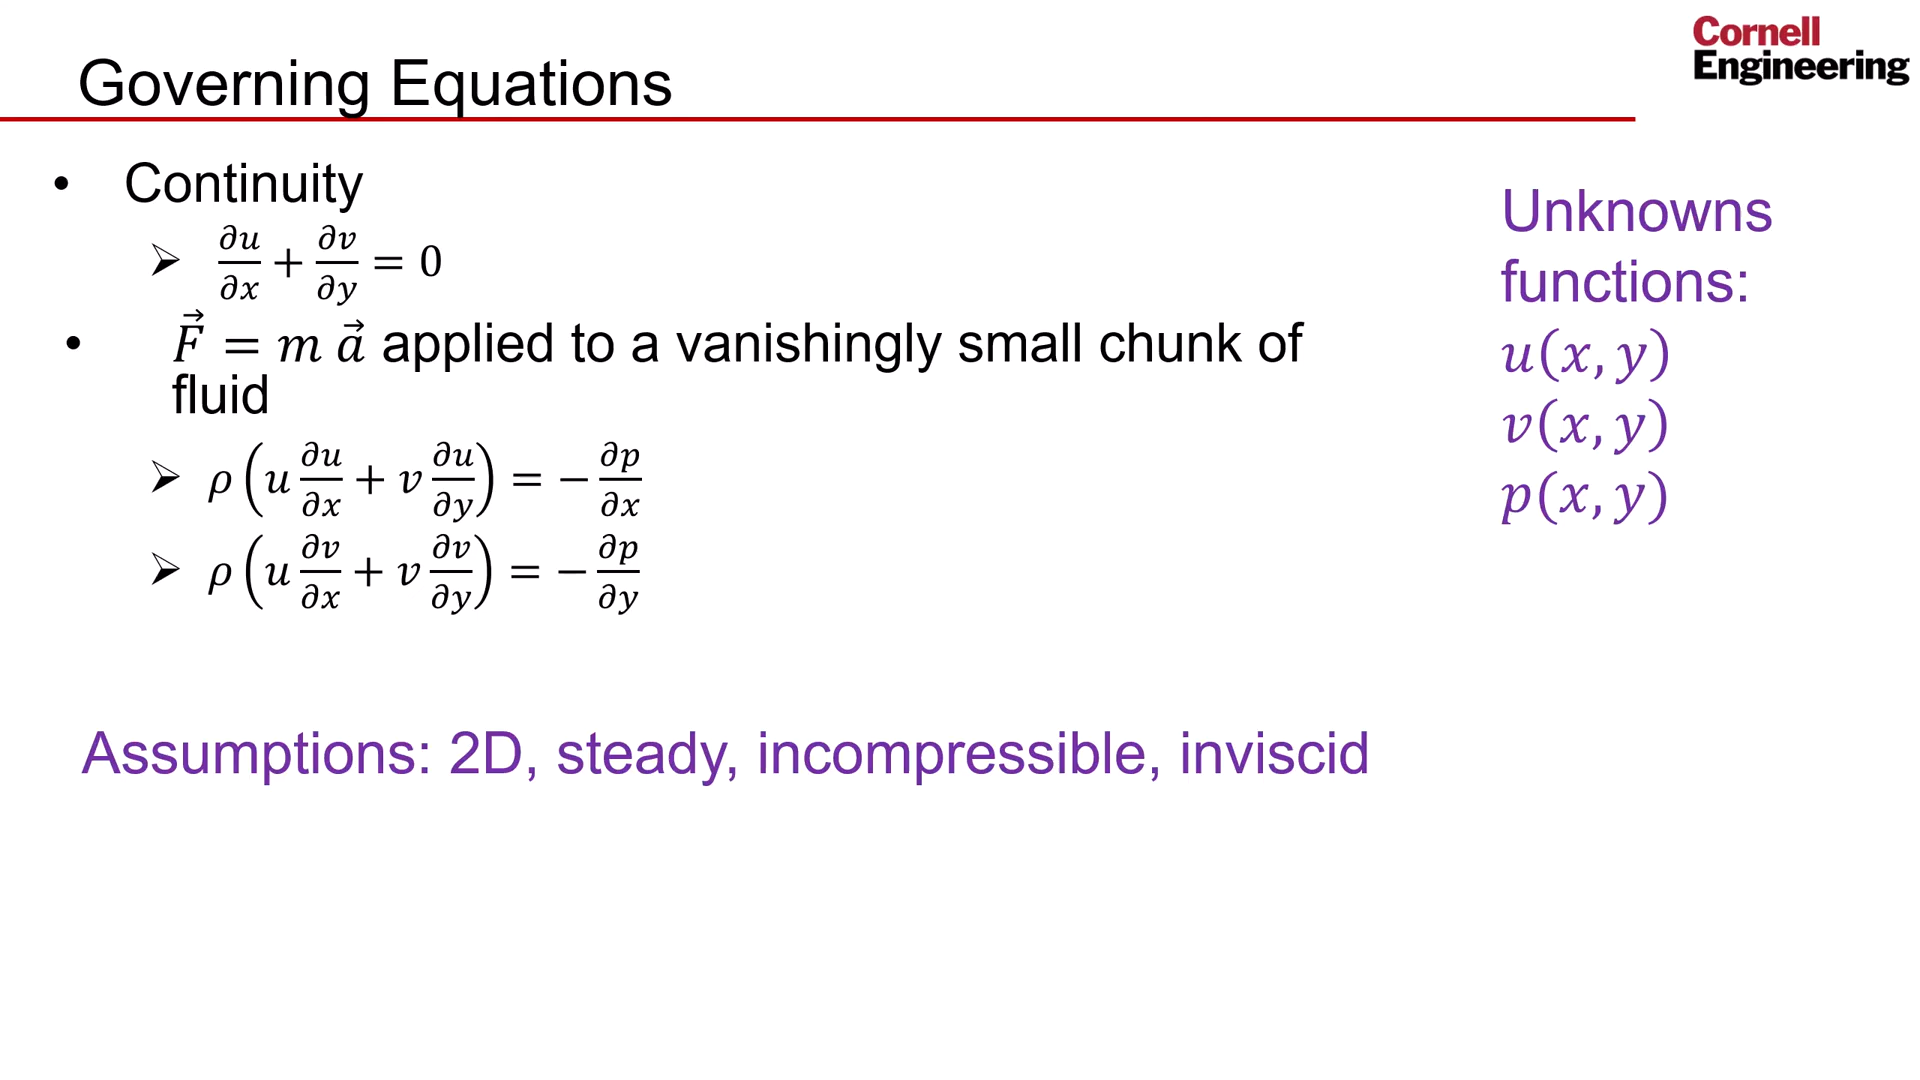 Cornell
Engineering
Governing Equations
• Continuity
➢ ∂u/∂x + ∂v/∂y = 0
• F⃗ = m a⃗ applied to a vanishingly small chunk of
fluid
➢ ρ(u ∂u/∂x + v ∂u/∂y) = −∂p/∂x
➢ ρ(u ∂v/∂x + v ∂v/∂y) = −∂p/∂y
Unknowns
functions:
u(x, y)
v(x, y)
p(x, y)
Assumptions: 2D, steady, incompressible, inviscid